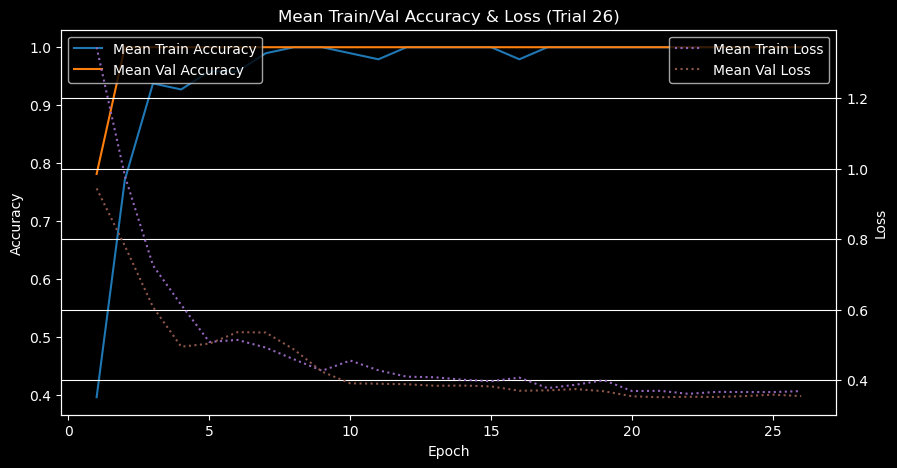 Mean Train/Val Accuracy & Loss (Trial 26)
Mean Train Accuracy
Mean Val Accuracy
Mean Train Loss
Mean Val Loss
1.0
0.9
0.8
0.7
0.6
0.5
0.4
Accuracy
1.2
1.0
0.8
0.6
0.4
Loss
0 5 10 15 20 25
Epoch